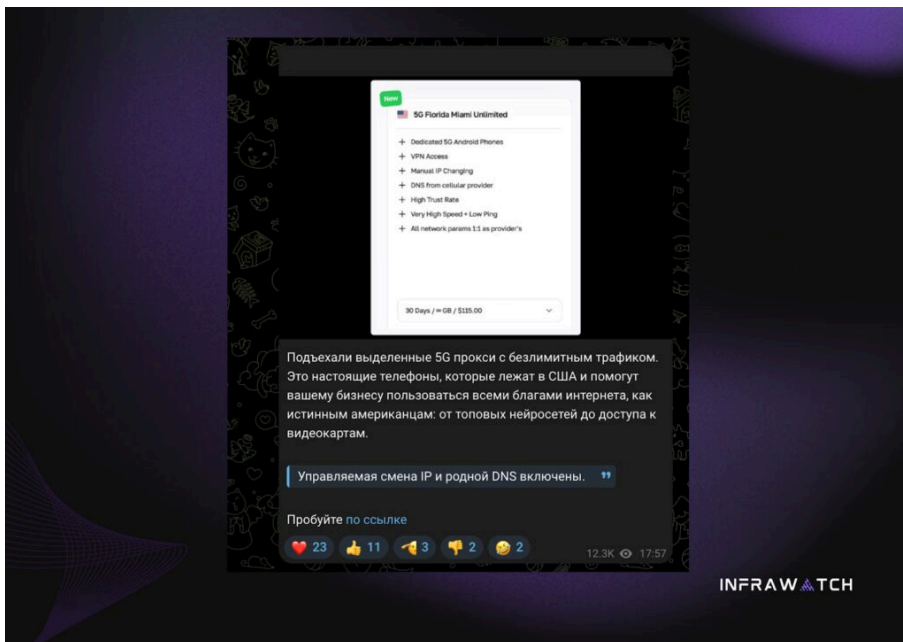 New
5G Florida Miami Unlimited
+ Dedicated 5G Android Phones
+ VPN Access
+ Manual IP Changing
+ DNS from cellular provider
+ High Trust Rate
+ Very High Speed + Low Ping
+ All network params 1:1 as provider's
30 Days / ∞ GB / $115.00
Подъехали выделенные 5G прокси с безлимитным трафиком.
Это настоящие телефоны, которые лежат в США и помогут
вашему бизнесу пользоваться всеми благами интернета, как
истинным американцам: от топовых нейросетей до доступа к
видеокартам.
Управляемая смена IP и родной DNS включены.
Пробуйте по ссылке
23 11 3 2 2
12.3K 17:57
INFRAWATCH